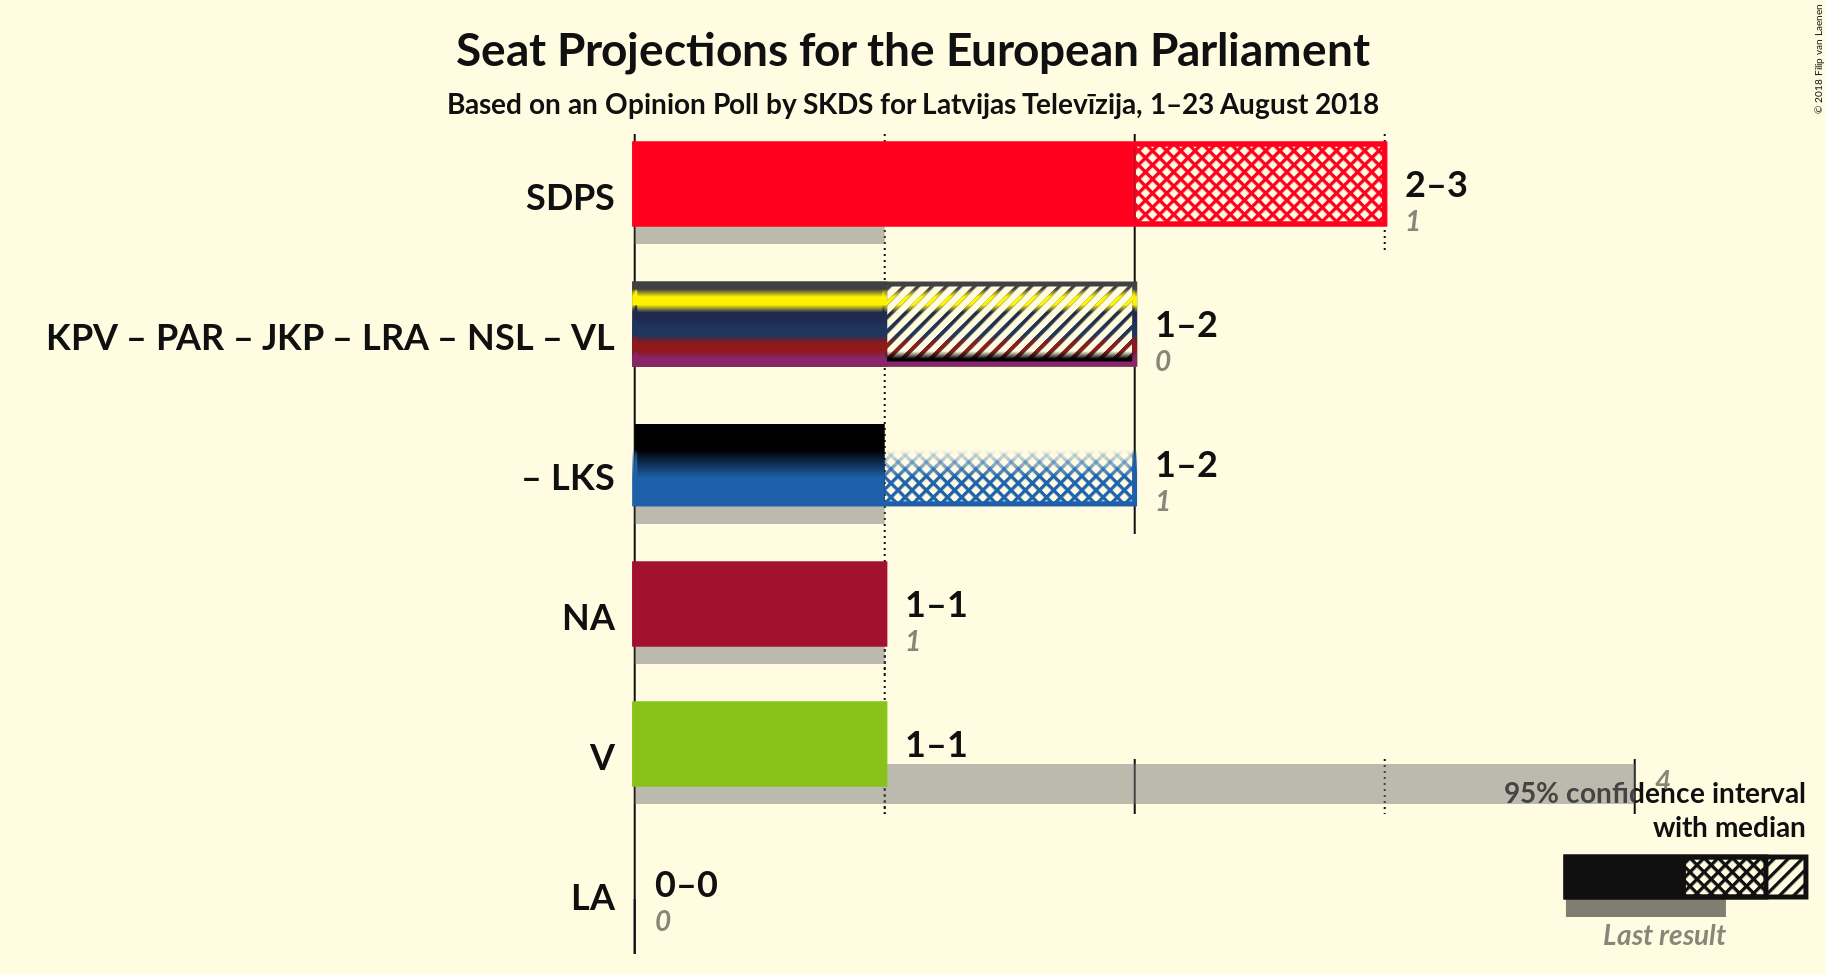 Seat Projections for the European Parliament
Based on an Opinion Poll by SKDS for Latvijas Televīzija, 1–23 August 2018
© 2018 Filip van Laenen
SDPS
2–3
1
KPV – PAR – JKP – LRA – NSL – VL
1–2
0
– LKS
1–2
1
NA
1–1
1
V
1–1
4
LA
0–0
0
95% confidence interval
with median
Last result